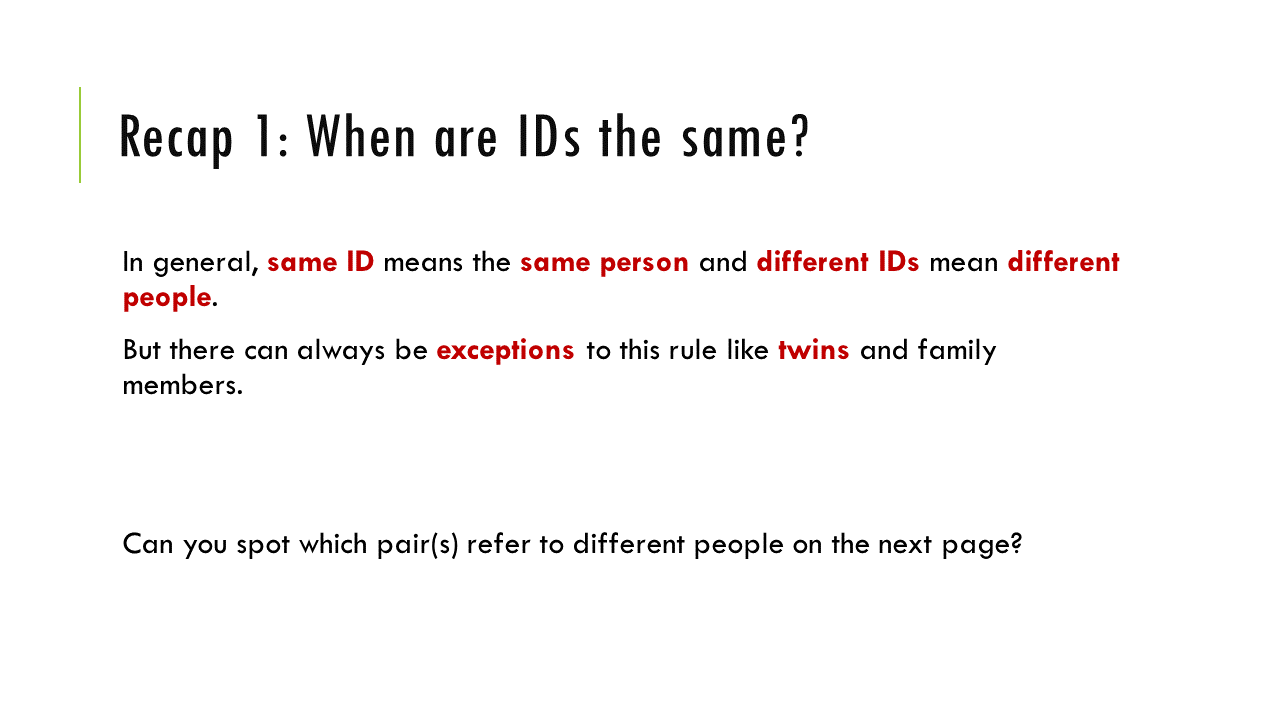 Recap 1: When are IDs the same?
In general, same ID means the same person and different IDs mean different
people.
But there can always be exceptions to this rule like twins and family
members.
Can you spot which pair(s) refer to different people on the next page?